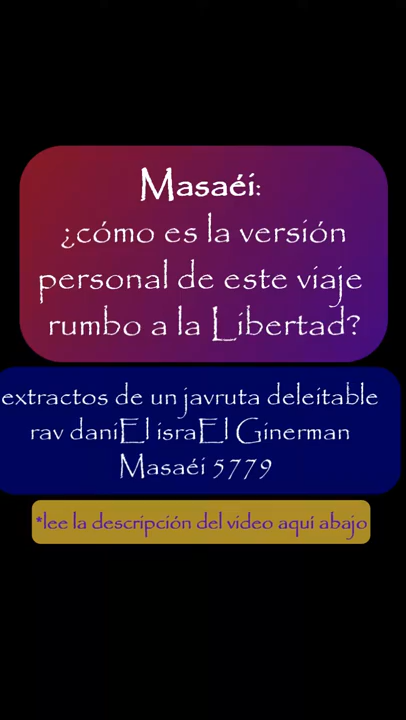 Masaéi:
¿cómo es la versión
personal de este viaje
rumbo a la Libertad?
extractos de un javruta deleitable
rav daniEl israEl Ginerman
Masaéi 5779
*lee la descripción del video aquí abajo